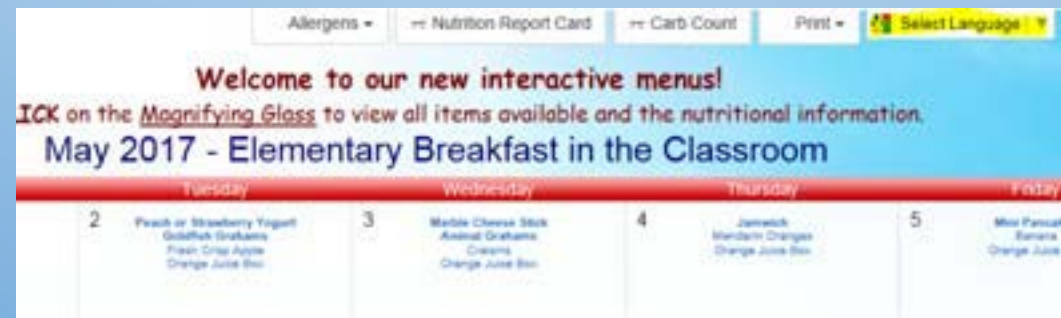 Allergens Nutrition Report Card Carb Count Print Select Language
Welcome to our new interactive menus!
ICK on the Magnifying Glass to view all items available and the nutritional information.
May 2017 - Elementary Breakfast in the Classroom
Tuesday Wednesday Thursday Friday
2 Peach or Strawberry Yogurt 3 Marble Cheese Stick 4 Jamwich 5 Mini Pancak
Goldfish Grahams Animal Grahams Mandarin Oranges Banana
Fresh Crisp Apple Craisins Orange Juice Box Orange Juice
Orange Juice Box Orange Juice Box